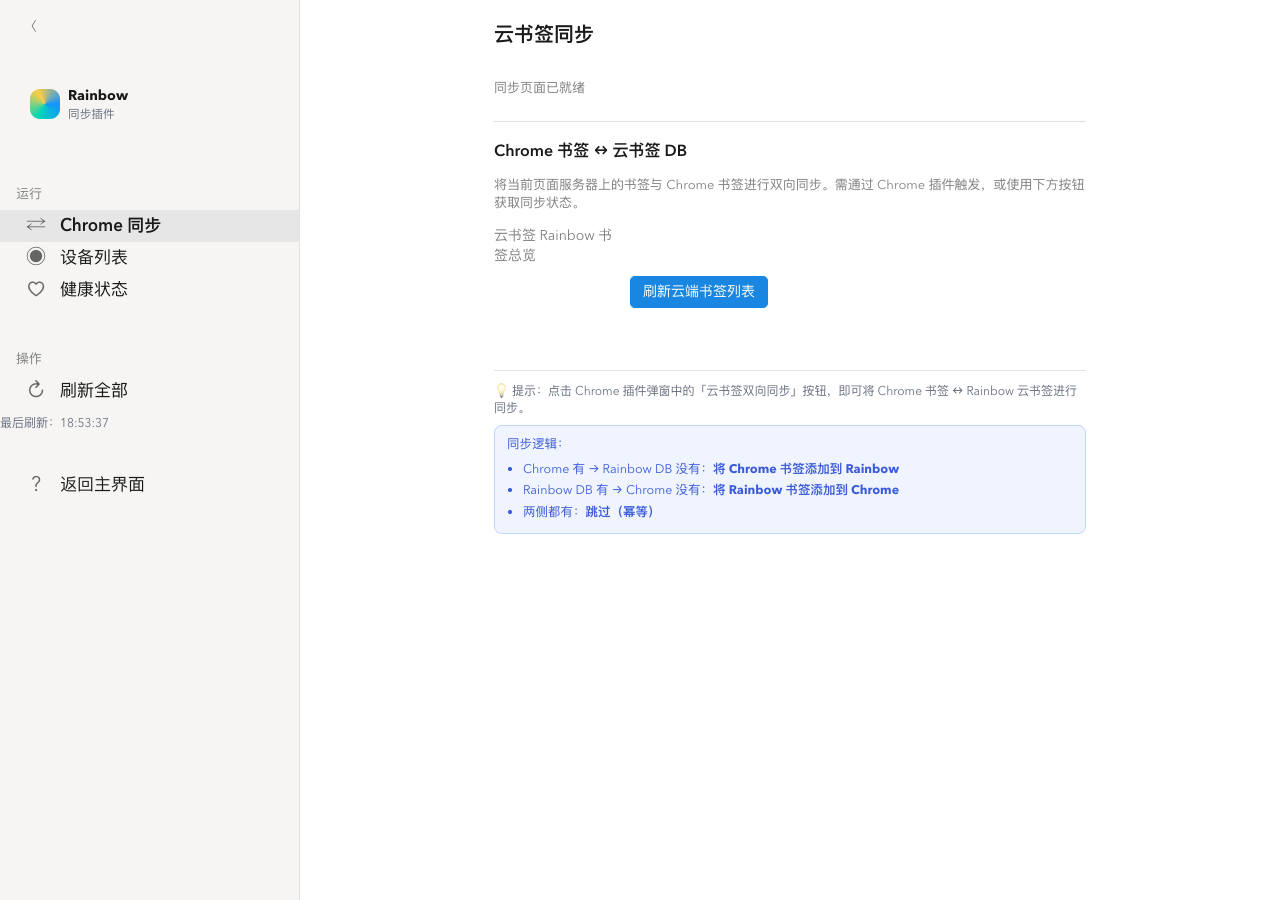 Rainbow
同步插件
运行
Chrome 同步
设备列表
健康状态
操作
刷新全部
最后刷新：18:53:37
? 返回主界面
云书签同步
同步页面已就绪
Chrome 书签 ↔ 云书签 DB
将当前页面服务器上的书签与 Chrome 书签进行双向同步。需通过 Chrome 插件触发，或使用下方按钮
获取同步状态。
云书签 Rainbow 书
签总览
刷新云端书签列表
💡 提示：点击 Chrome 插件弹窗中的「云书签双向同步」按钮，即可将 Chrome 书签 ↔ Rainbow 云书签进行
同步。
同步逻辑：
• Chrome 有 → Rainbow DB 没有：将 Chrome 书签添加到 Rainbow
• Rainbow DB 有 → Chrome 没有：将 Rainbow 书签添加到 Chrome
• 两侧都有：跳过（幂等）